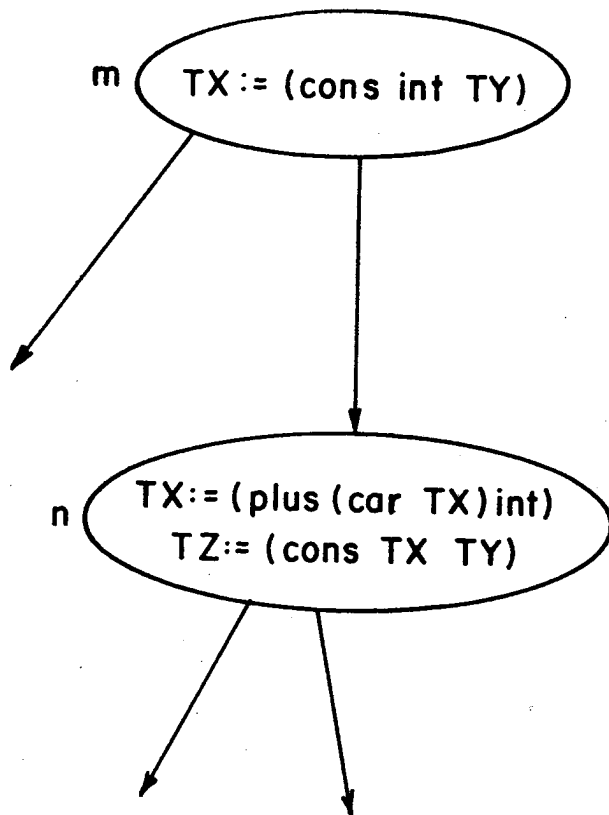 m TX := (cons int TY)
n TX:= (plus (car TX) int)
TZ:= (cons TX TY)